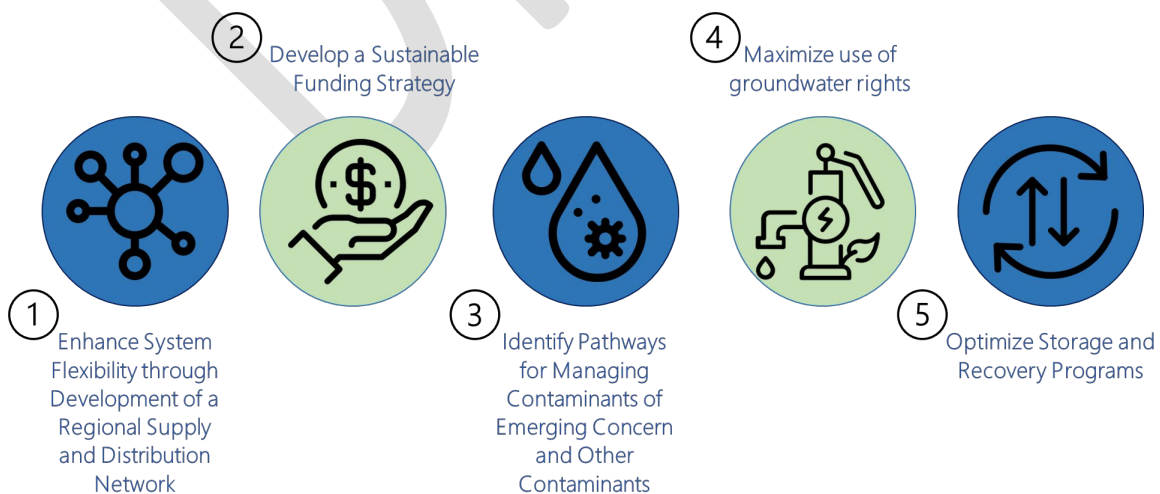 1
Enhance System
Flexibility through
Development of a
Regional Supply
and Distribution
Network
2
Develop a Sustainable
Funding Strategy
$
3
Identify Pathways
for Managing
Contaminants of
Emerging Concern
and Other
Contaminants
4
Maximize use of
groundwater rights
5
Optimize Storage and
Recovery Programs